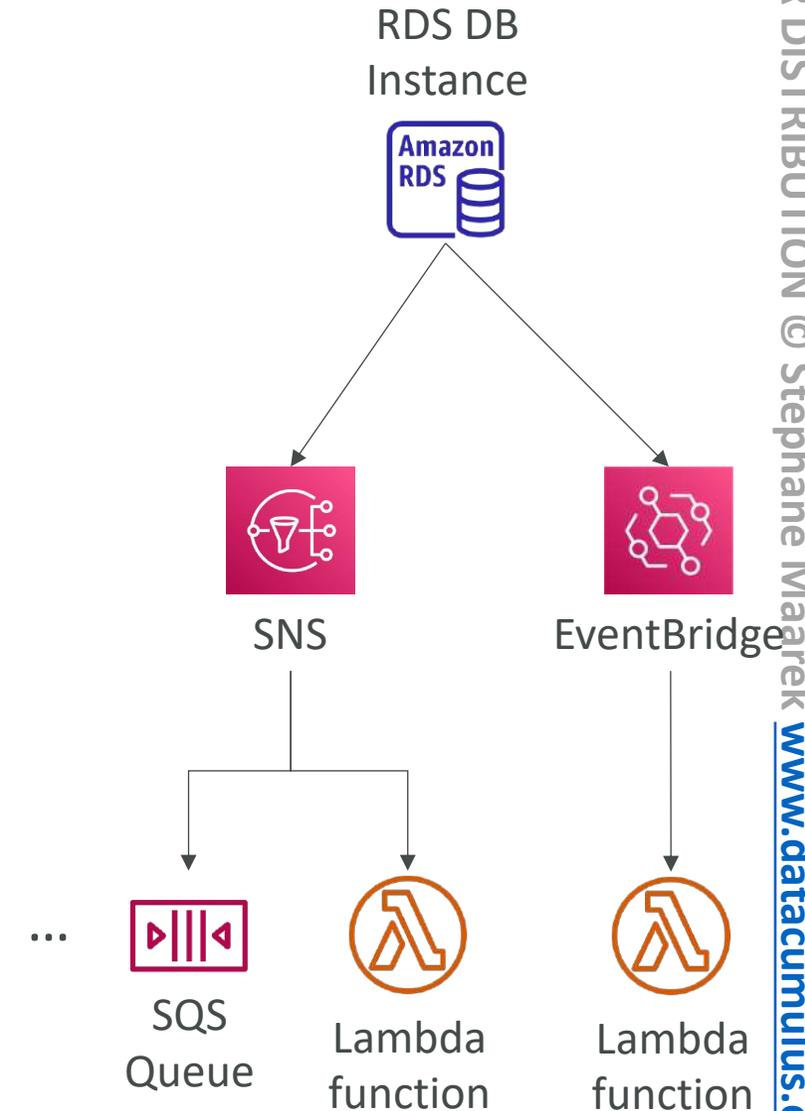 RDS DB
Instance
Amazon
RDS
SNS
EventBridge
...
SQS
Queue
Lambda
function
Lambda
function
DISTRIBUTION © Stephane Maarek
www.datacumulus.c